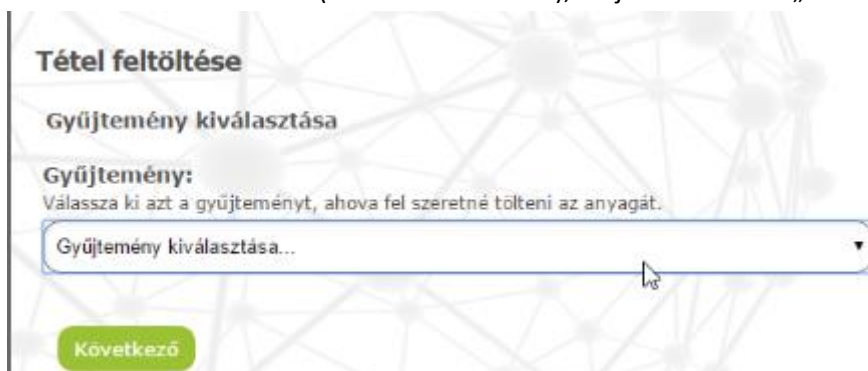 Tétel feltöltése
Gyűjtemény kiválasztása
Gyűjtemény:
Válassza ki azt a gyűjteményt, ahova fel szeretné tölteni az anyagát.
Gyűjtemény kiválasztása...
Következő